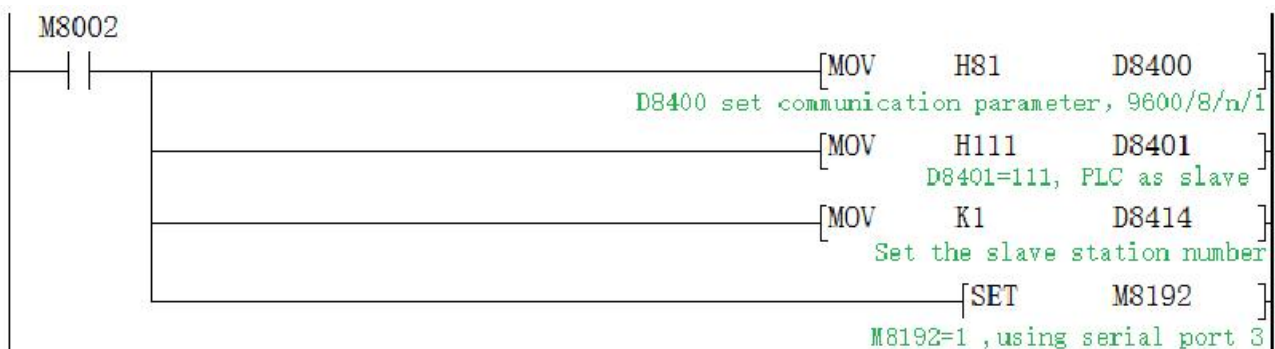 M8002
[MOV H81 D8400 ]
D8400 set communication parameter, 9600/8/n/1
[MOV H111 D8401 ]
D8401=111, PLC as slave
[MOV K1 D8414 ]
Set the slave station number
[SET M8192 ]
M8192=1 ,using serial port 3